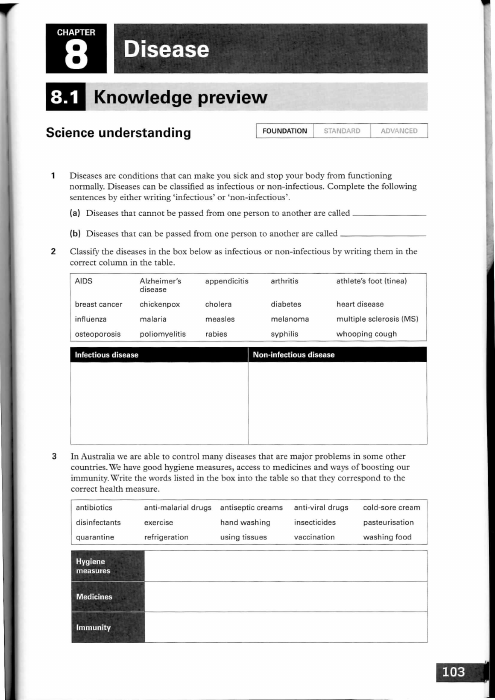 CHAPTER
8
Disease
8.1 Knowledge preview
Science understanding
FOUNDATION STANDARD ADVANCED
1 Diseases are conditions that can make you sick and stop your body from functioning
normally. Diseases can be classified as infectious or non-infectious. Complete the following
sentences by either writing ‘infectious’ or ‘non-infectious’.
(a) Diseases that cannot be passed from one person to another are called
(b) Diseases that can be passed from one person to another are called
2 Classify the diseases in the box below as infectious or non-infectious by writing them in the
correct column in the table.
AIDS Alzheimer's appendicitis arthritis athlete's foot (tinea)
disease
breast cancer chickenpox cholera diabetes heart disease
influenza malaria measles melanoma multiple sclerosis (MS)
osteoporosis poliomyelitis rabies syphilis whooping cough
Infectious disease Non-infectious disease
3 In Australia we are able to control many diseases that are major problems in some other
countries. We have good hygiene measures, access to medicines and ways of boosting our
immunity. Write the words listed in the box into the table so that they correspond to the
correct health measure.
antibiotics anti-malarial drugs antiseptic creams anti-viral drugs cold-sore cream
disinfectants exercise hand washing insecticides pasteurisation
quarantine refrigeration using tissues vaccination washing food
Hygiene
measures
Medicines
Immunity
103